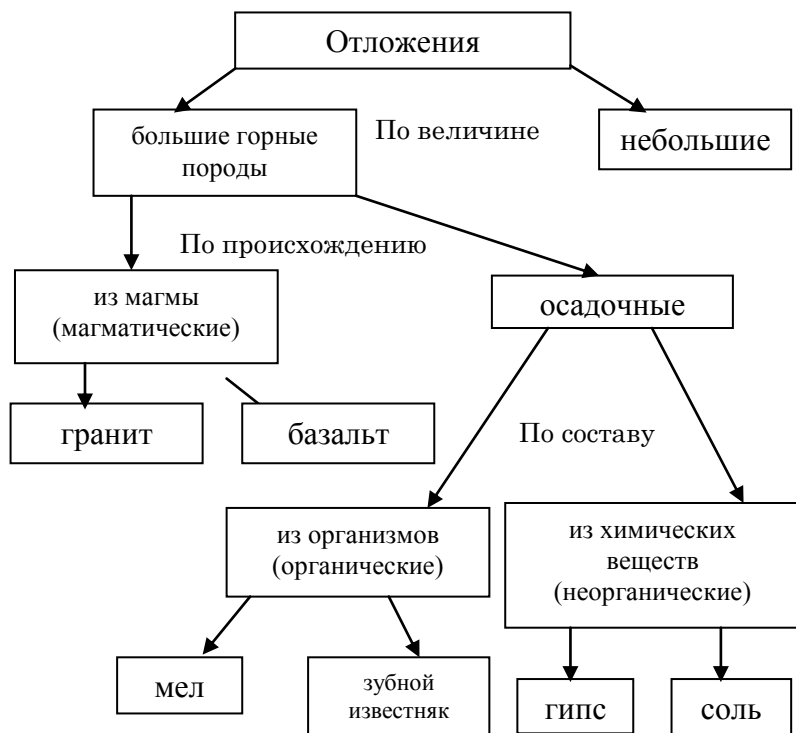 Отложения
По величине
большие горные
породы
небольшие
По происхождению
из магмы
(магматические)
осадочные
гранит
базальт
По составу
из организмов
(органические)
из химических
веществ
(неорганические)
мел
зубной
известняк
гипс
соль